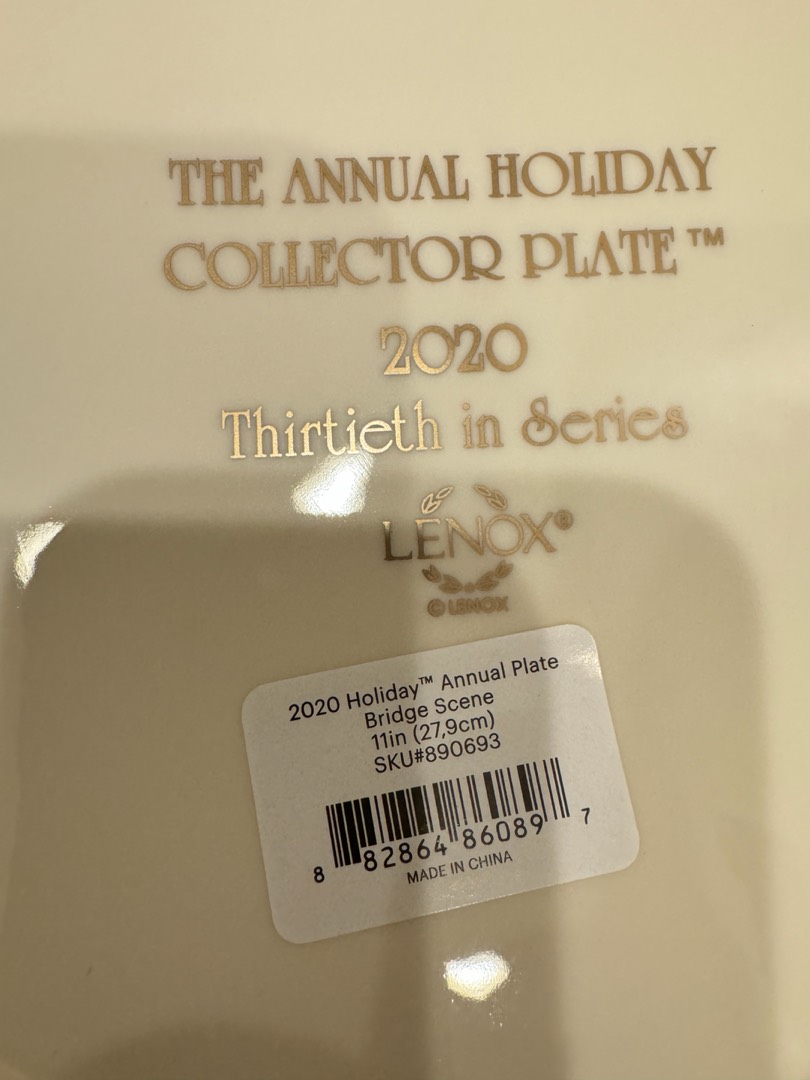 THE ANNUAL HOLIDAY
COLLECTOR PLATE™
2020
Thirtieth in Series
LENOX®
© LENOX
2020 Holiday™ Annual Plate
Bridge Scene
11in (27,9cm)
SKU#890693
8 82864 86089 7
MADE IN CHINA